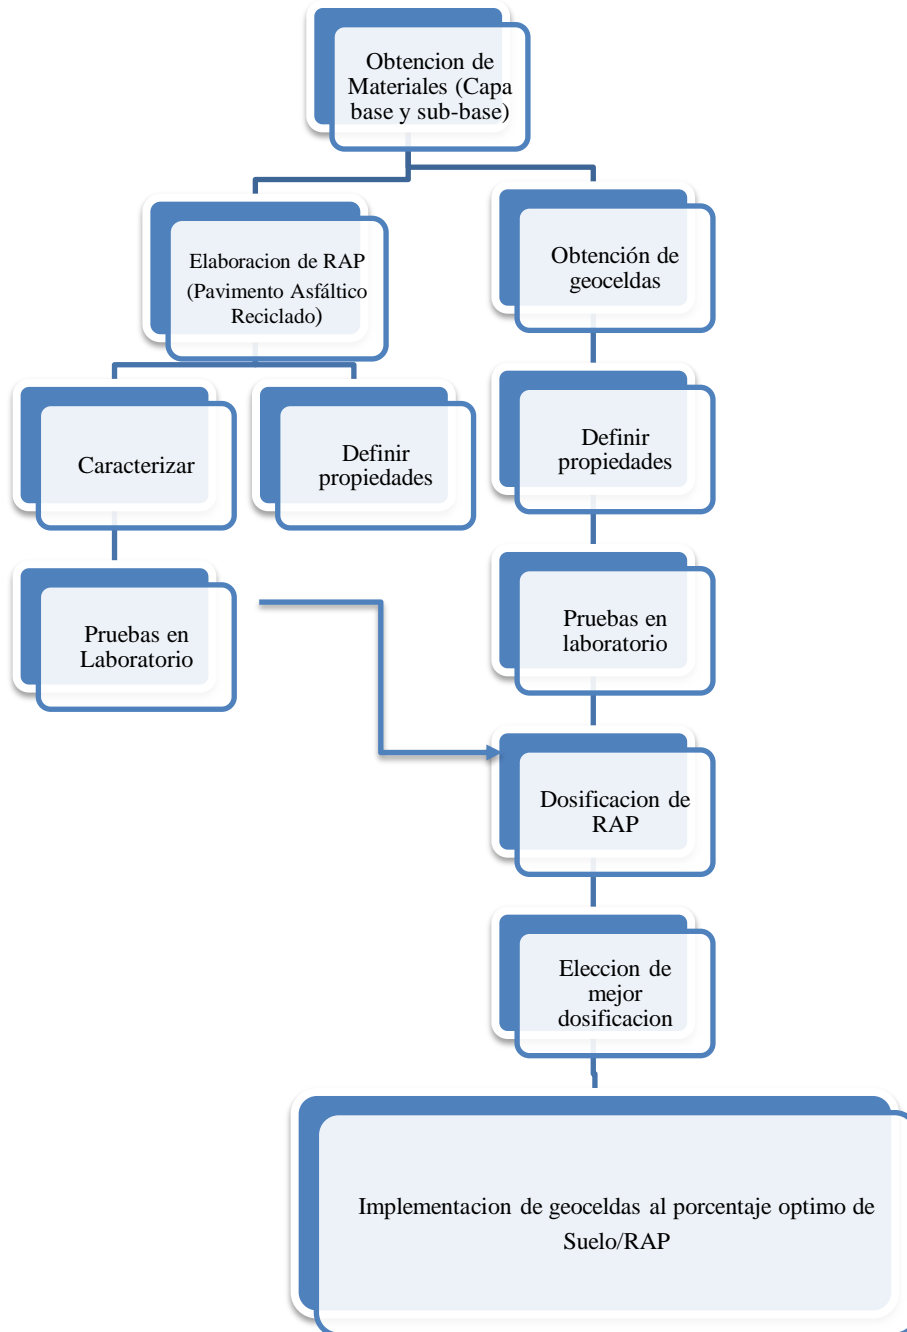 Obtencion de
Materiales (Capa
base y sub-base)
Elaboracion de RAP
(Pavimento Asfáltico
Reciclado)
Obtención de
geoceldas
Caracterizar
Definir
propiedades
Definir
propiedades
Pruebas en
Laboratorio
Pruebas en
laboratorio
Dosificacion de
RAP
Eleccion de
mejor
dosificacion
Implementacion de geoceldas al porcentaje optimo de
Suelo/RAP